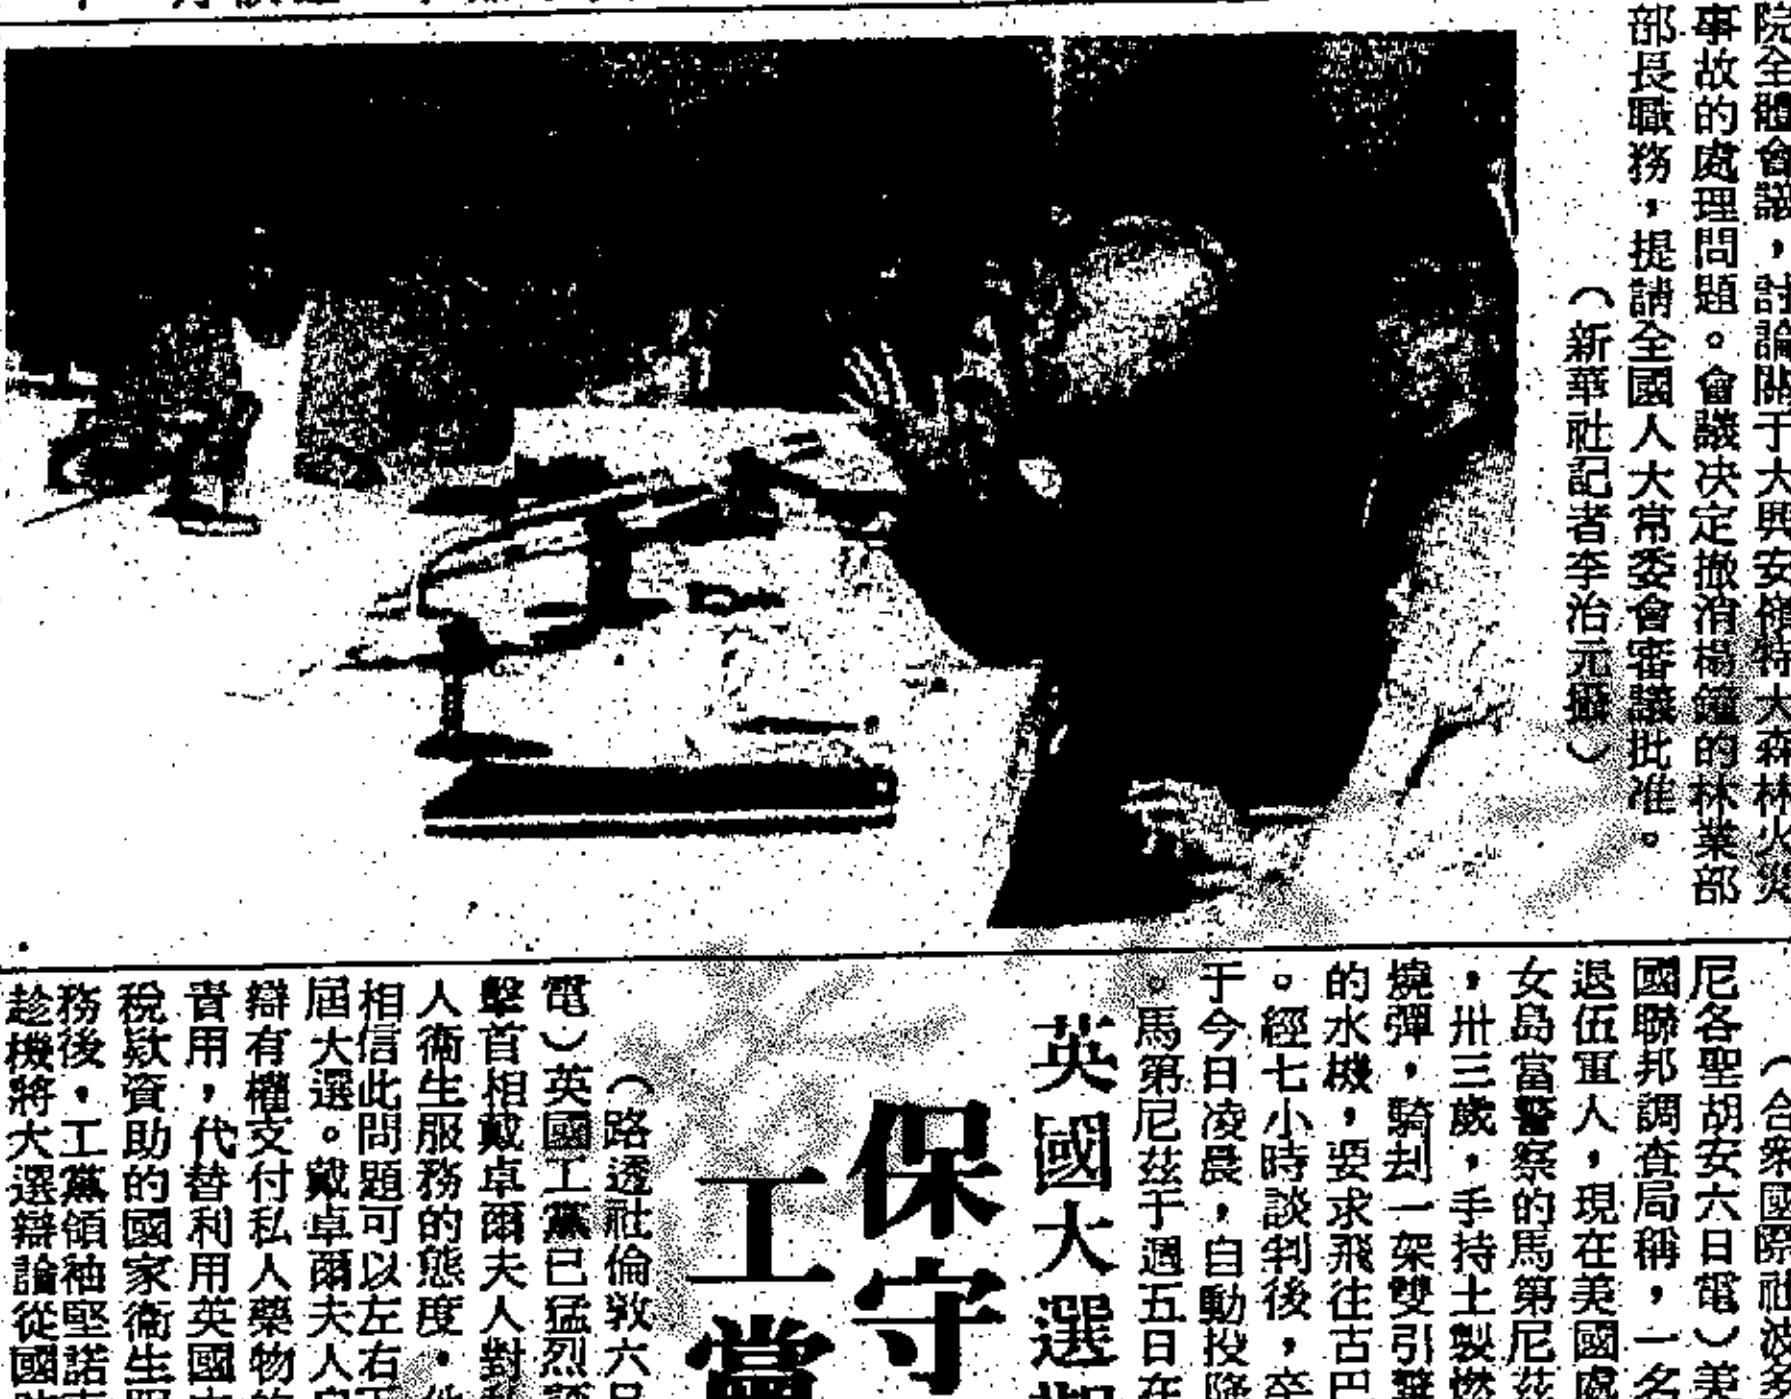 院全體會議，討論關于大興安嶺特大森林火災
事故的處理問題。會議决定撤消楊鐘的林業部
部長職務，提請全國人大常委會審議批准。
（新華社記者李治元攝）
（合衆國際社波多
尼各聖胡安六日電）美
國聯邦調查局稱，一名
退伍軍人，現在美國處
女島當警察的馬第尼茲
，卅三歲，手持土製燃
燒彈，騎刦一架雙引擎
的水機，要求飛往古巴
。經七小時談判後，卒
于今日凌晨，自動投降
。馬第尼茲于週五日在
英國大選
保守
工黨
（路透社倫敦六日
電）英國工黨已猛烈
擊首相戴卓爾夫人對
人衛生服務的態度，
相信此問題可以左右
屆大選。戴卓爾夫人
辯有權支付私人藥物
費用，代替利用英國
稅欵資助的國家衞生
務後，工黨領袖堅諾
趁機將大選辯論從國